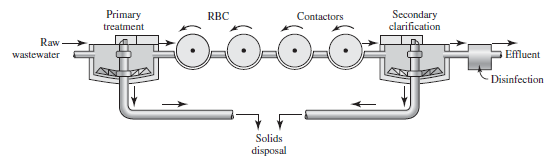 Primary
treatment
RBC
Contactors
Secondary
clarification
Raw
wastewater
Effluent
Disinfection
Solids
disposal